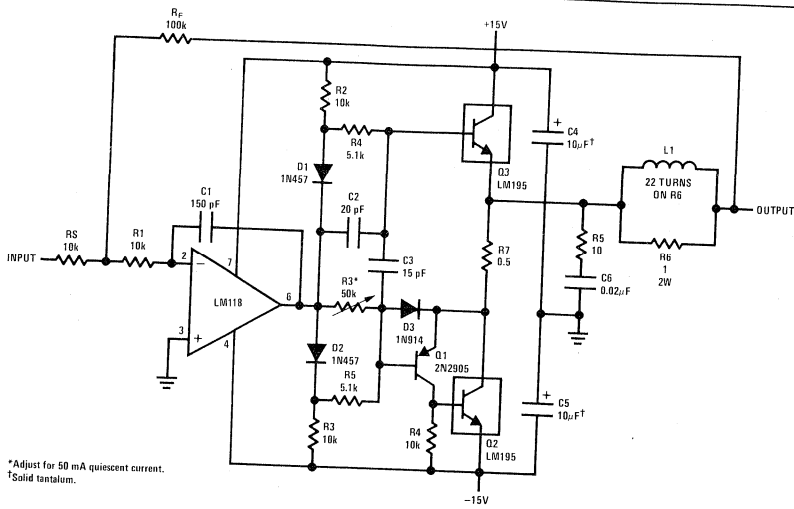 RF
100k
+15V
R2
10k
R4
5.1k
C4
10µF†
+
Q3
LM195
L1
22 TURNS
ON R6
D1
1N457
C1
150 pF
C2
20 pF
RS
10k
R1
10k
INPUT
OUTPUT
R5
10
R6
1
2W
R7
0.5
C3
15 pF
C6
0.02µF
7
2
−
LM118
6
R3*
50k
3
+
4
D3
1N914
D2
1N457
Q1
2N2905
R5
5.1k
+
C5
10µF†
R3
10k
R4
10k
Q2
LM195
*Adjust for 50 mA quiescent current.
†Solid tantalum.
−15V